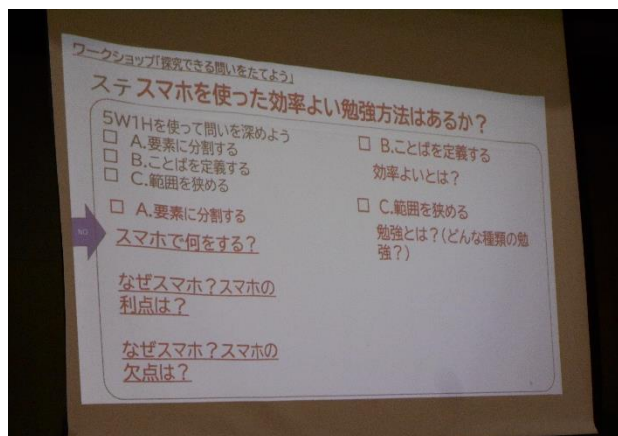 ワークショップ「探究できる問いをたてよう」
ステスマホを使った効率よい勉強方法はあるか？
5W1Hを使って問いを深めよう
□ A.要素に分割する
□ B.ことばを定義する
□ C.範囲を狭める
□ A.要素に分割する
NO
スマホで何をする？
なぜスマホ？スマホの
利点は？
なぜスマホ？スマホの
欠点は？
□ B.ことばを定義する
効率よいとは？
□ C.範囲を狭める
勉強とは？(どんな種類の勉
強？)